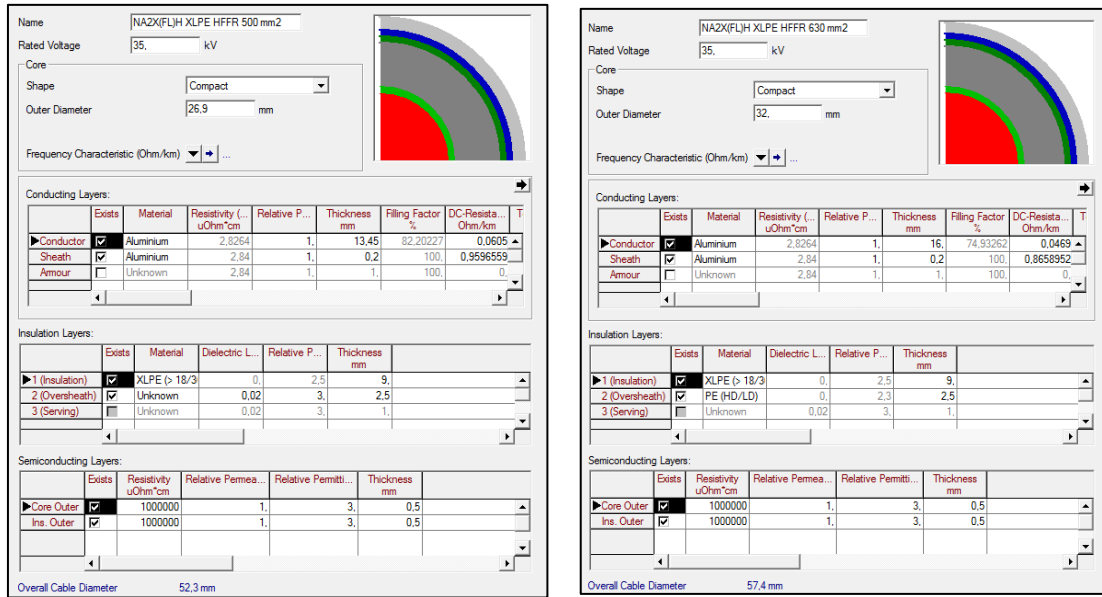 Name NA2X(FL)H XLPE HFFR 500 mm2
Rated Voltage 35, kV
Core
Shape Compact
Outer Diameter 26,9 mm
Frequency Characteristic (Ohm/km) ...
Conducting Layers:
Exists Material Resistivity (... Relative P... Thickness Filling Factor DC-Resista... T
uOhm*cm mm % Ohm/km
Conductor Aluminium 2,8264 1, 13,45 82,20227 0,0605
Sheath Aluminium 2,84 1, 0,2 100, 0,9596559
Amour Unknown 2,84 1, 1, 100, 0,
Insulation Layers:
Exists Material Dielectric L... Relative P... Thickness
mm
1 (Insulation) XLPE (> 18/3 0, 2,5 9,
2 (Oversheath) Unknown 0,02 3, 2,5
3 (Serving) Unknown 0,02 3, 1,
Semiconducting Layers:
Exists Resistivity Relative Permea... Relative Permitti... Thickness
uOhm*cm mm
Core Outer 1000000 1, 3, 0,5
Ins. Outer 1000000 1, 3, 0,5
Overall Cable Diameter 52,3 mm
Name NA2X(FL)H XLPE HFFR 630 mm2
Rated Voltage 35, kV
Core
Shape Compact
Outer Diameter 32, mm
Frequency Characteristic (Ohm/km) ...
Conducting Layers:
Exists Material Resistivity (... Relative P... Thickness Filling Factor DC-Resista... T
uOhm*cm mm % Ohm/km
Conductor Aluminium 2,8264 1, 16, 74,93262 0,0469
Sheath Aluminium 2,84 1, 0,2 100, 0,8658952
Amour Unknown 2,84 1, 1, 100, 0,
Insulation Layers:
Exists Material Dielectric L... Relative P... Thickness
mm
1 (Insulation) XLPE (> 18/3 0, 2,5 9,
2 (Oversheath) PE (HD/LD) 0, 2,3 2,5
3 (Serving) Unknown 0,02 3, 1,
Semiconducting Layers:
Exists Resistivity Relative Permea... Relative Permitti... Thickness
uOhm*cm mm
Core Outer 1000000 1, 3, 0,5
Ins. Outer 1000000 1, 3, 0,5
Overall Cable Diameter 57,4 mm